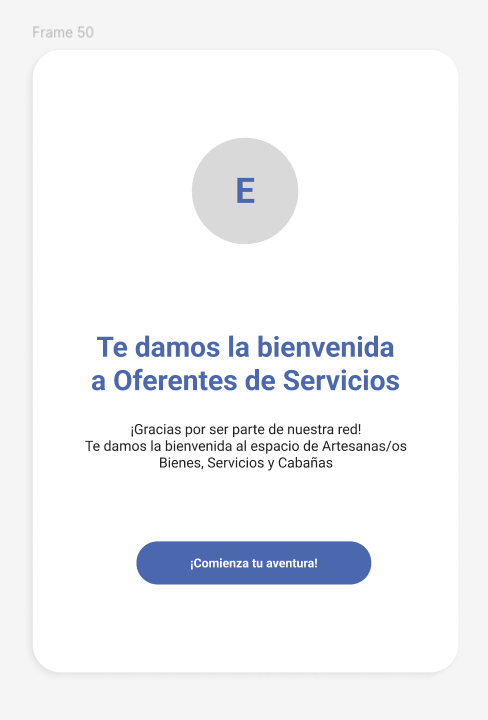 Frame 50
E
Te damos la bienvenida
a Oferentes de Servicios
¡Gracias por ser parte de nuestra red!
Te damos la bienvenida al espacio de Artesanas/os
Bienes, Servicios y Cabañas
¡Comienza tu aventura!